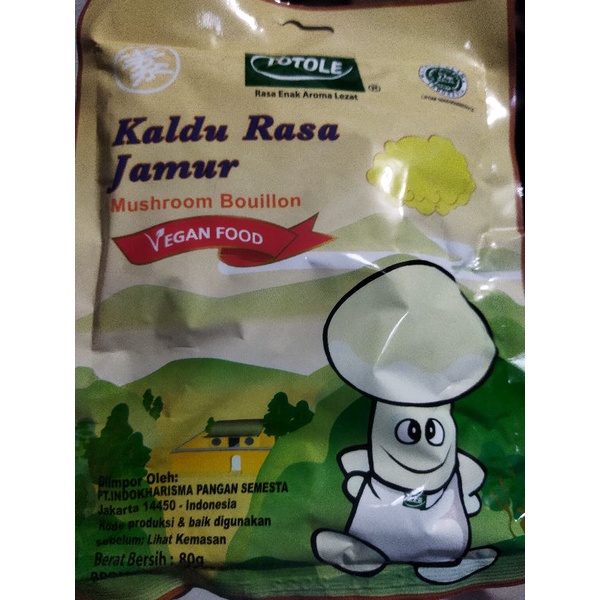 TOTOLE
®
Rasa Enak Aroma Lezat
Kaldu Rasa
Jamur
Mushroom Bouillon
VEGAN FOOD
Diimpor Oleh:
PT.INDOKHARISMA PANGAN SEMESTA
Jakarta 14450 - Indonesia
Kode produksi & baik digunakan
sebelum: Lihat Kemasan
Berat Bersih : 80g